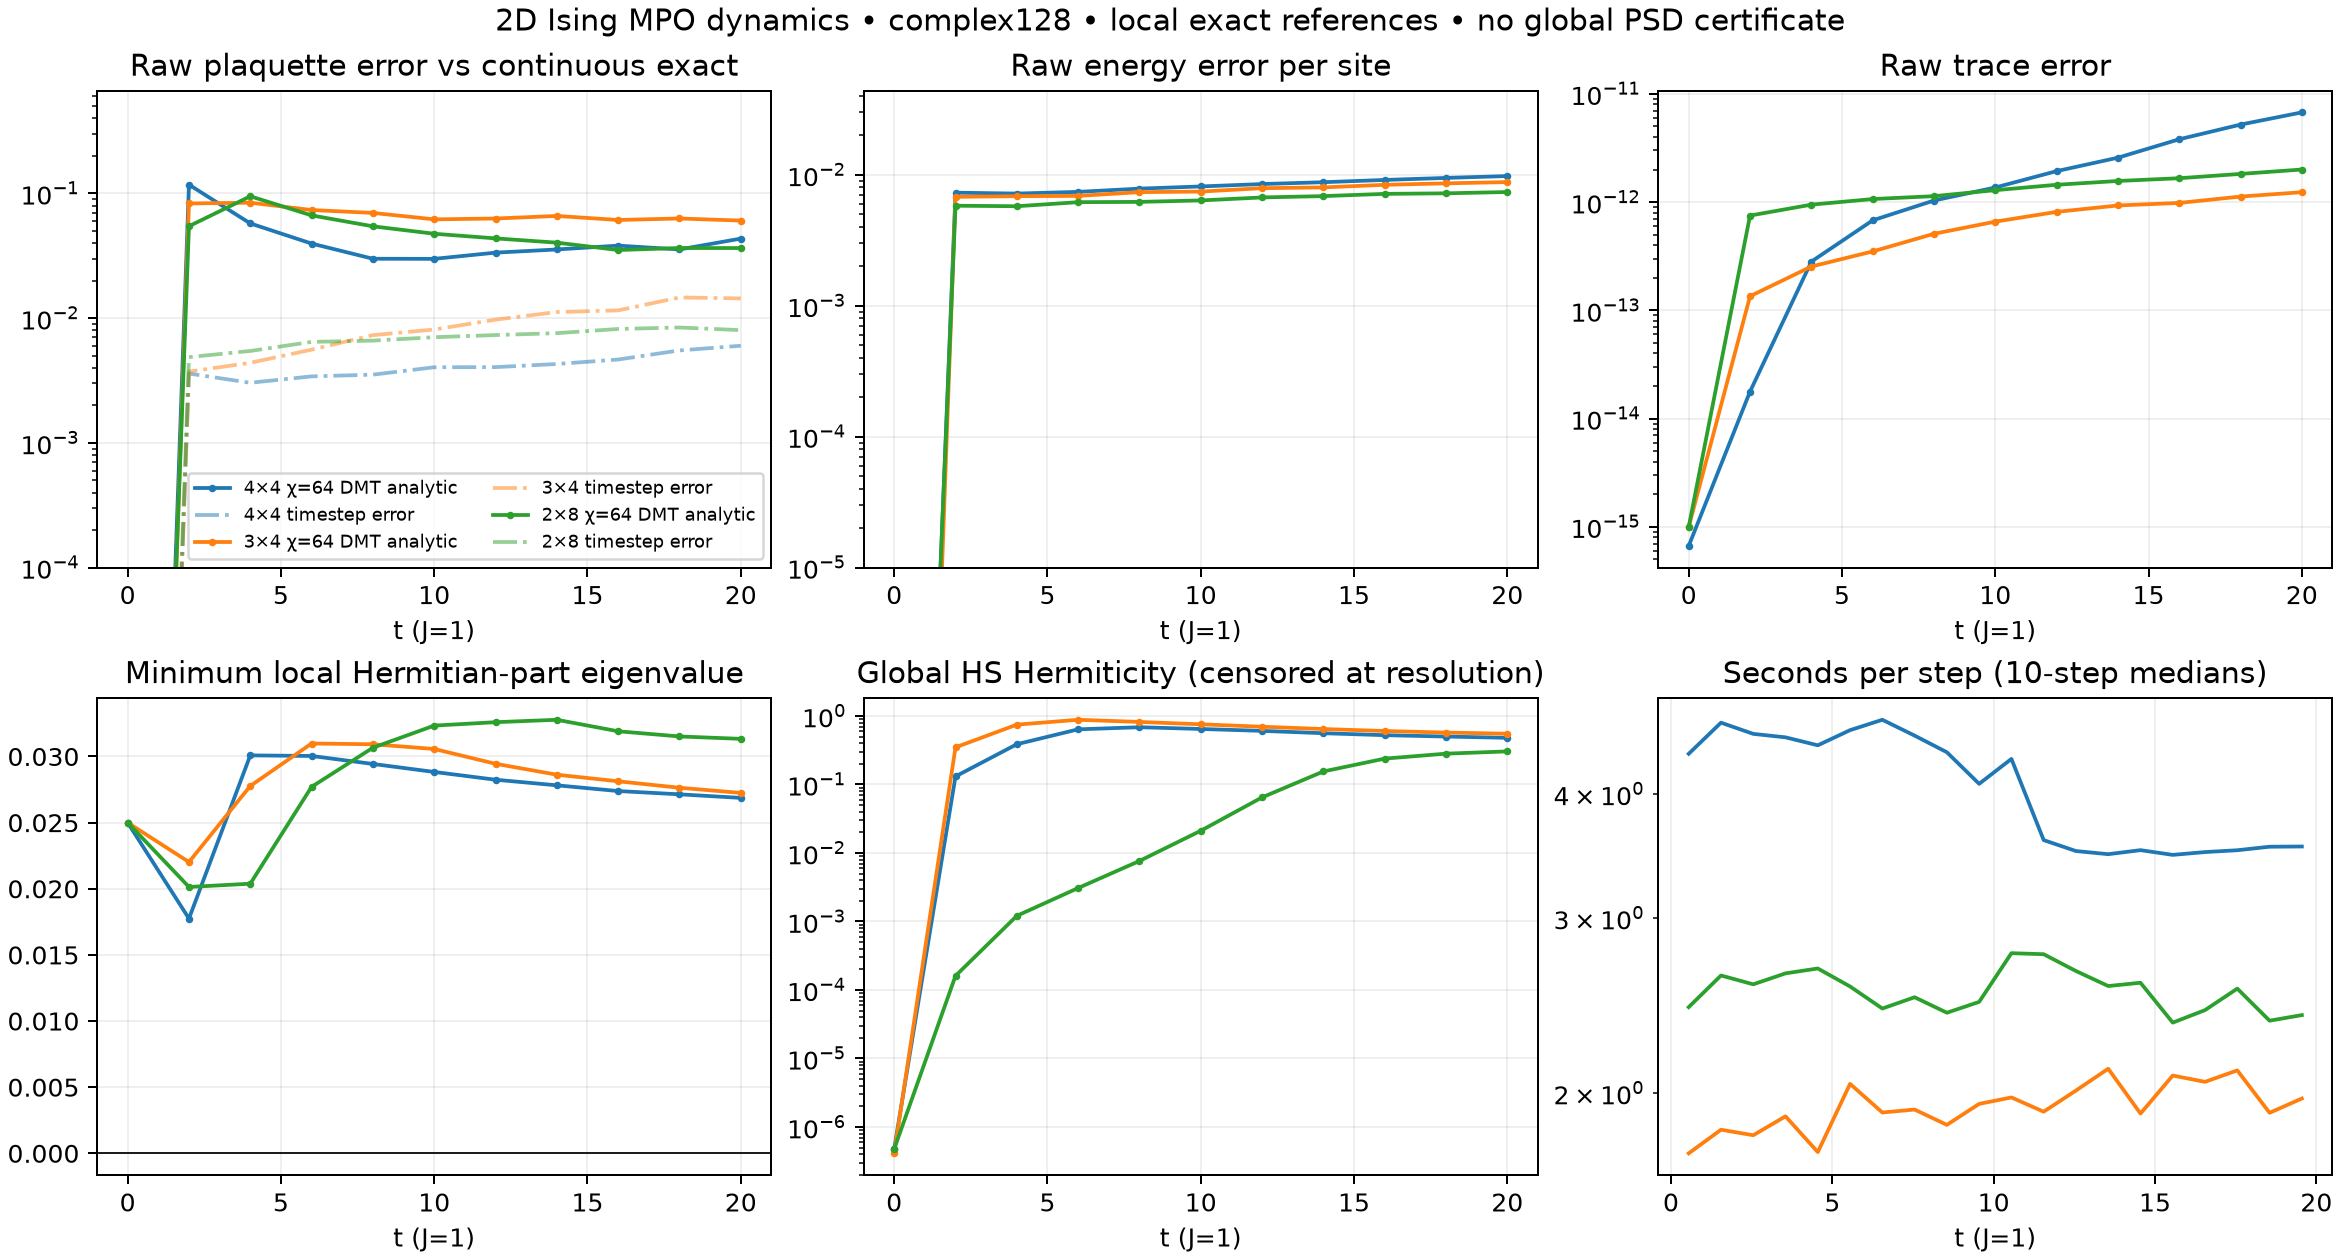 2D Ising MPO dynamics • complex128 • local exact references • no global PSD certificate
Raw plaquette error vs continuous exact
10⁻¹
10⁻²
10⁻³
10⁻⁴
4×4 χ=64 DMT analytic
4×4 timestep error
3×4 χ=64 DMT analytic
3×4 timestep error
2×8 χ=64 DMT analytic
2×8 timestep error
0 5 10 15 20
t (J=1)
Raw energy error per site
10⁻²
10⁻³
10⁻⁴
10⁻⁵
0 5 10 15 20
t (J=1)
Raw trace error
10⁻¹¹
10⁻¹²
10⁻¹³
10⁻¹⁴
10⁻¹⁵
0 5 10 15 20
t (J=1)
Minimum local Hermitian-part eigenvalue
0.030
0.025
0.020
0.015
0.010
0.005
0.000
0 5 10 15 20
t (J=1)
Global HS Hermiticity (censored at resolution)
10⁰
10⁻¹
10⁻²
10⁻³
10⁻⁴
10⁻⁵
10⁻⁶
0 5 10 15 20
t (J=1)
Seconds per step (10-step medians)
4 × 10⁰
3 × 10⁰
2 × 10⁰
0 5 10 15 20
t (J=1)